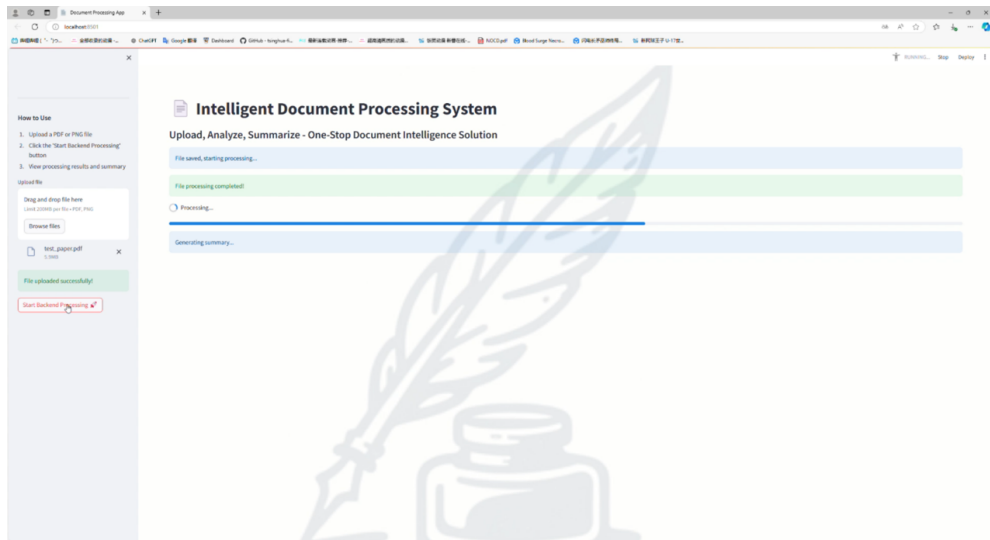 Document Processing App
localhost:8501
ChatGPT
Google 翻译
Dashboard
NOCO.pdf
RUNNING...
Stop
Deploy
How to Use
1. Upload a PDF or PNG file
2. Click the 'Start Backend Processing' button
3. View processing results and summary
Upload file
Drag and drop file here
Limit 200MB per file • PDF, PNG
Browse files
test_paper.pdf
File uploaded successfully!
Start Backend Processing
Intelligent Document Processing System
Upload, Analyze, Summarize - One-Stop Document Intelligence Solution
File saved, starting processing...
File processing completed!
Processing...
Generating summary...